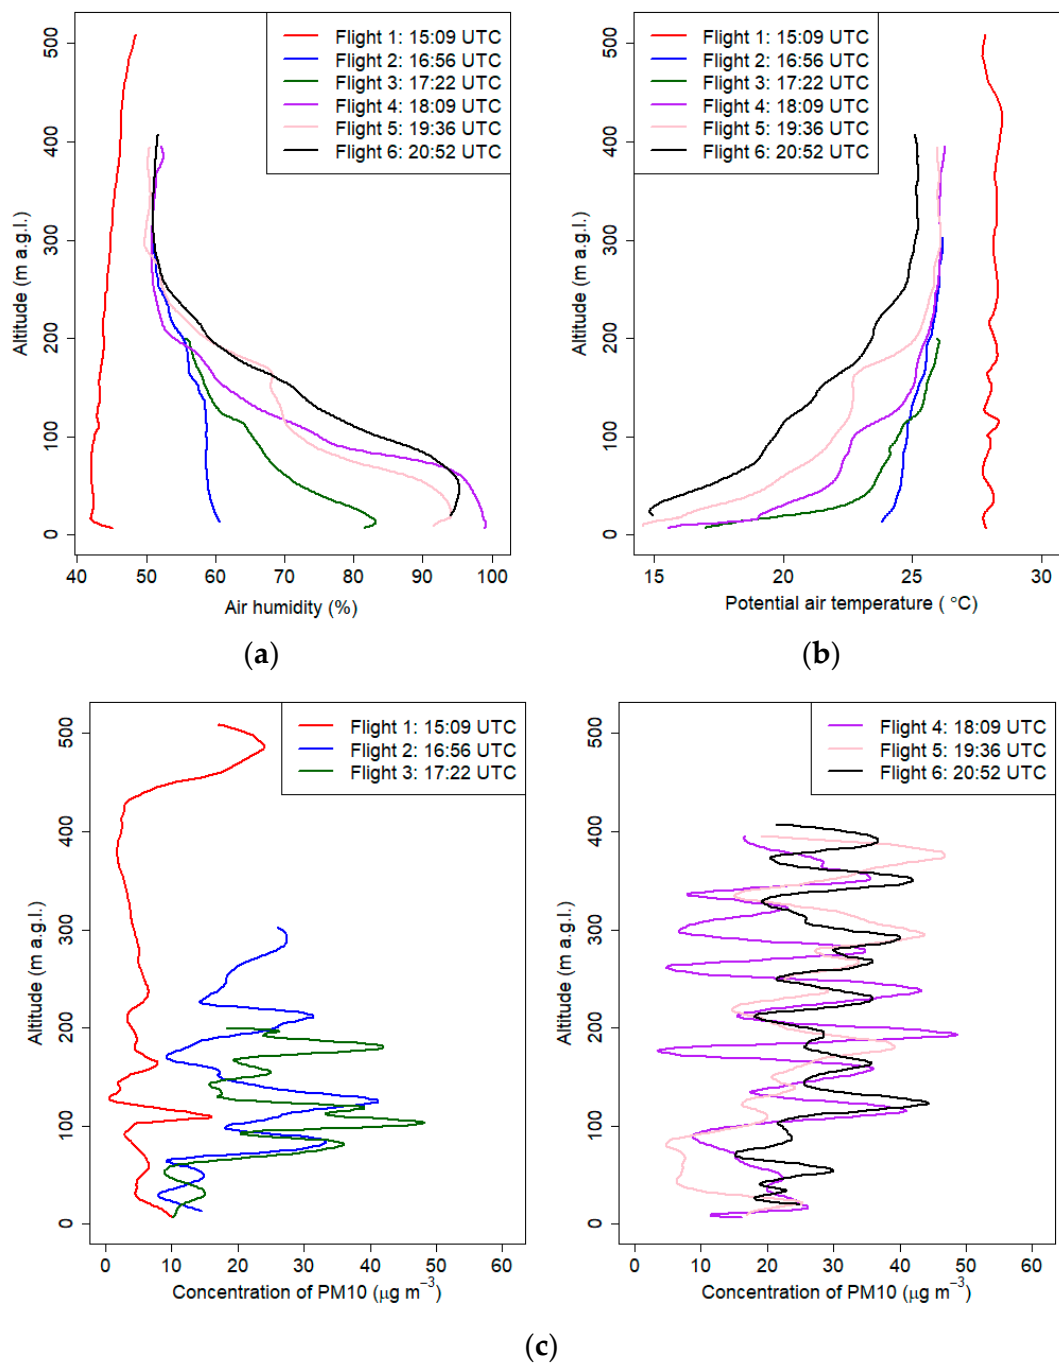 Flight 1: 15:09 UTC
Flight 2: 16:56 UTC
Flight 3: 17:22 UTC
Flight 4: 18:09 UTC
Flight 5: 19:36 UTC
Flight 6: 20:52 UTC
Altitude (m a.g.l.)
500
400
300
200
100
0
40 50 60 70 80 90 100
Air humidity (%)
(a)
Flight 1: 15:09 UTC
Flight 2: 16:56 UTC
Flight 3: 17:22 UTC
Flight 4: 18:09 UTC
Flight 5: 19:36 UTC
Flight 6: 20:52 UTC
Altitude (m a.g.l.)
500
400
300
200
100
0
15 20 25 30
Potential air temperature ( °C)
(b)
Flight 1: 15:09 UTC
Flight 2: 16:56 UTC
Flight 3: 17:22 UTC
Altitude (m a.g.l.)
500
400
300
200
100
0
0 10 20 30 40 50 60
Concentration of PM10 (µg m⁻³)
Flight 4: 18:09 UTC
Flight 5: 19:36 UTC
Flight 6: 20:52 UTC
Altitude (m a.g.l.)
500
400
300
200
100
0
0 10 20 30 40 50 60
Concentration of PM10 (µg m⁻³)
(c)